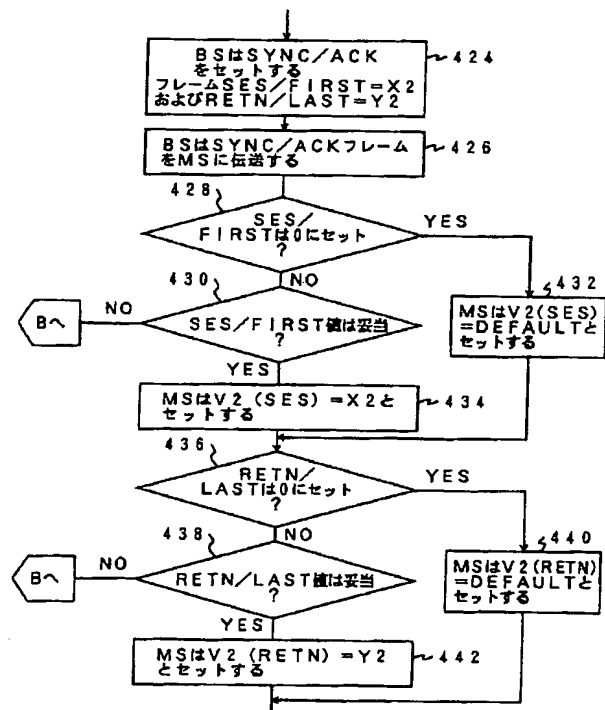 BSはSYNC/ACK
をセットする
フレームSES/FIRST=X2
およびRETN/LAST=Y2
424
BSはSYNC/ACKフレーム
をMSに伝送する
426
428
SES/
FIRSTは0にセット
?
YES
NO
430
432
Bへ
NO
SES/FIRST値は妥当
?
MSはV2(SES)
=DEFAULTと
セットする
YES
MSはV2(SES)=X2と
セットする
434
436
RETN/
LASTは0にセット
?
YES
NO
438
440
Bへ
NO
RETN/LAST値は妥当
?
MSはV2(RETN)
=DEFAULTと
セットする
YES
MSはV2(RETN)=Y2
とセットする
442